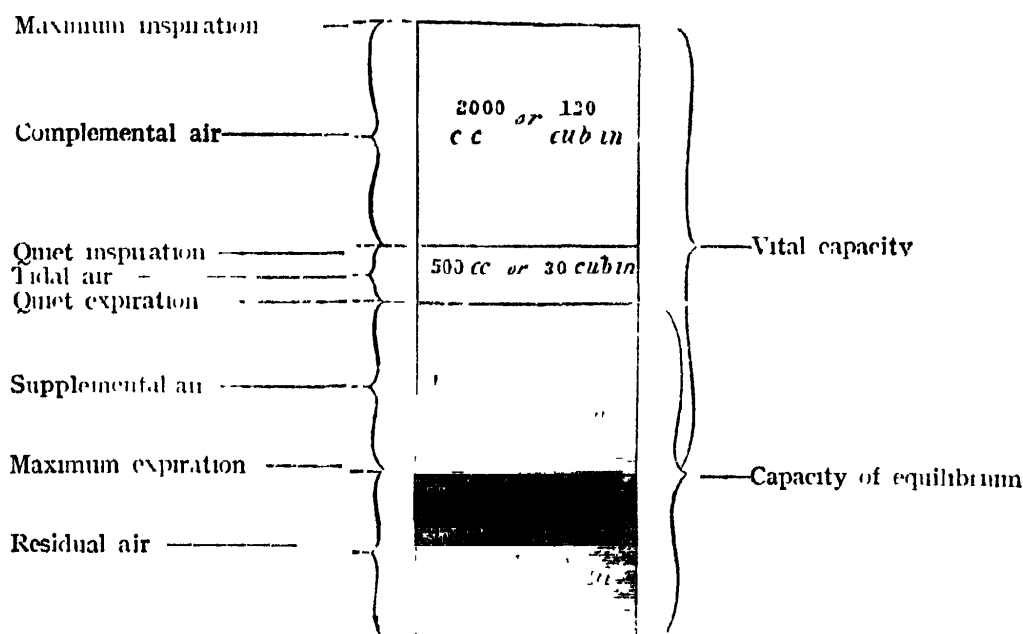 Maximum inspiration
2000 or 120
Complemental air
c c cub in
Quiet inspiration
Vital capacity
500 cc or 30 cub in
Tidal air
Quiet expiration
Supplemental air
Maximum expiration
Capacity of equilibrium
Residual air